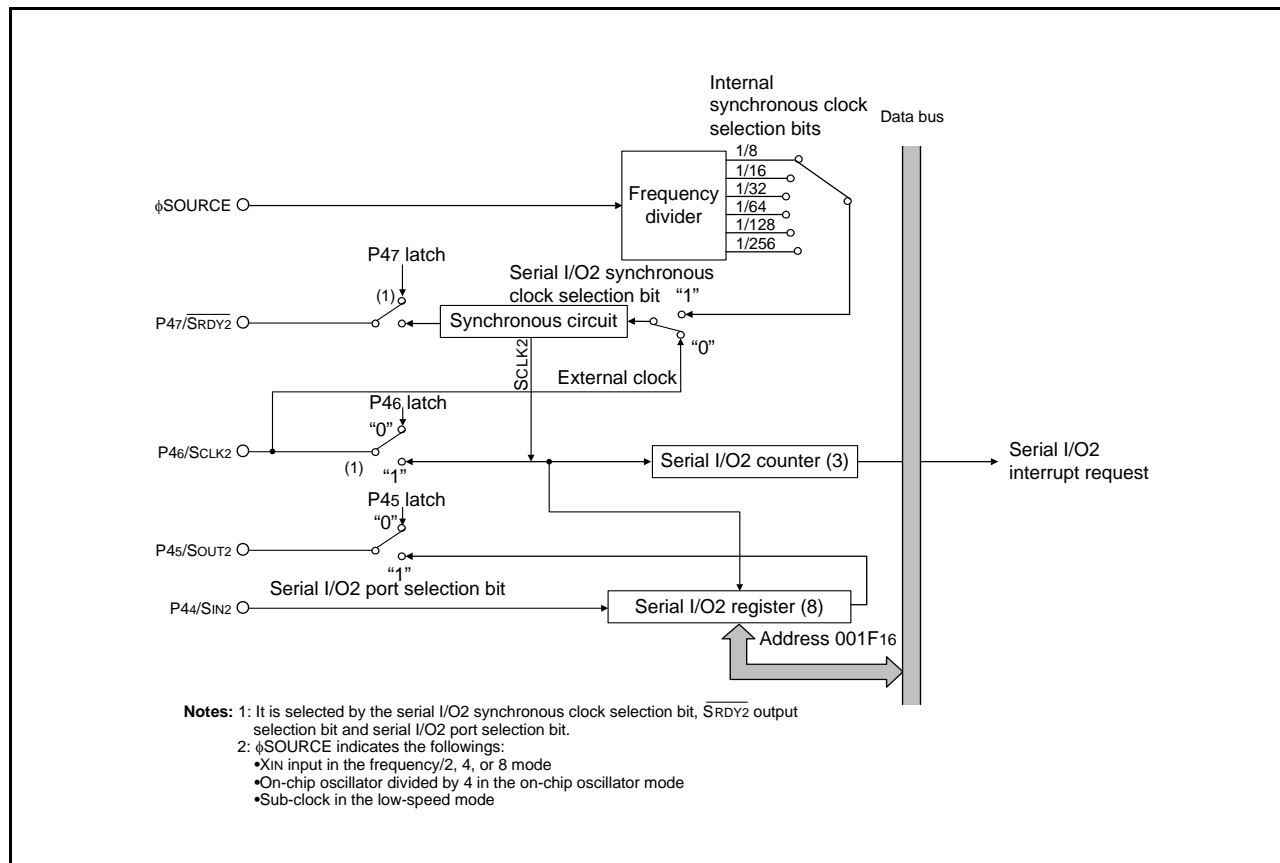 Internal
synchronous clock
selection bits
Data bus
1/8
1/16
1/32
1/64
1/128
1/256
Frequency
divider
ϕSOURCE
P47 latch
(1)
P47/SRDY2
Serial I/O2 synchronous
clock selection bit
“1”
Synchronous circuit
“0”
SCLK2
External clock
P46 latch
“0”
P46/SCLK2
(1)
“1”
Serial I/O2 counter (3)
Serial I/O2
interrupt request
P45 latch
“0”
P45/SOUT2
“1”
Serial I/O2 port selection bit
P44/SIN2
Serial I/O2 register (8)
Address 001F16
Notes: 1: It is selected by the serial I/O2 synchronous clock selection bit, SRDY2 output
selection bit and serial I/O2 port selection bit.
2: ϕSOURCE indicates the followings:
•XIN input in the frequency/2, 4, or 8 mode
•On-chip oscillator divided by 4 in the on-chip oscillator mode
•Sub-clock in the low-speed mode